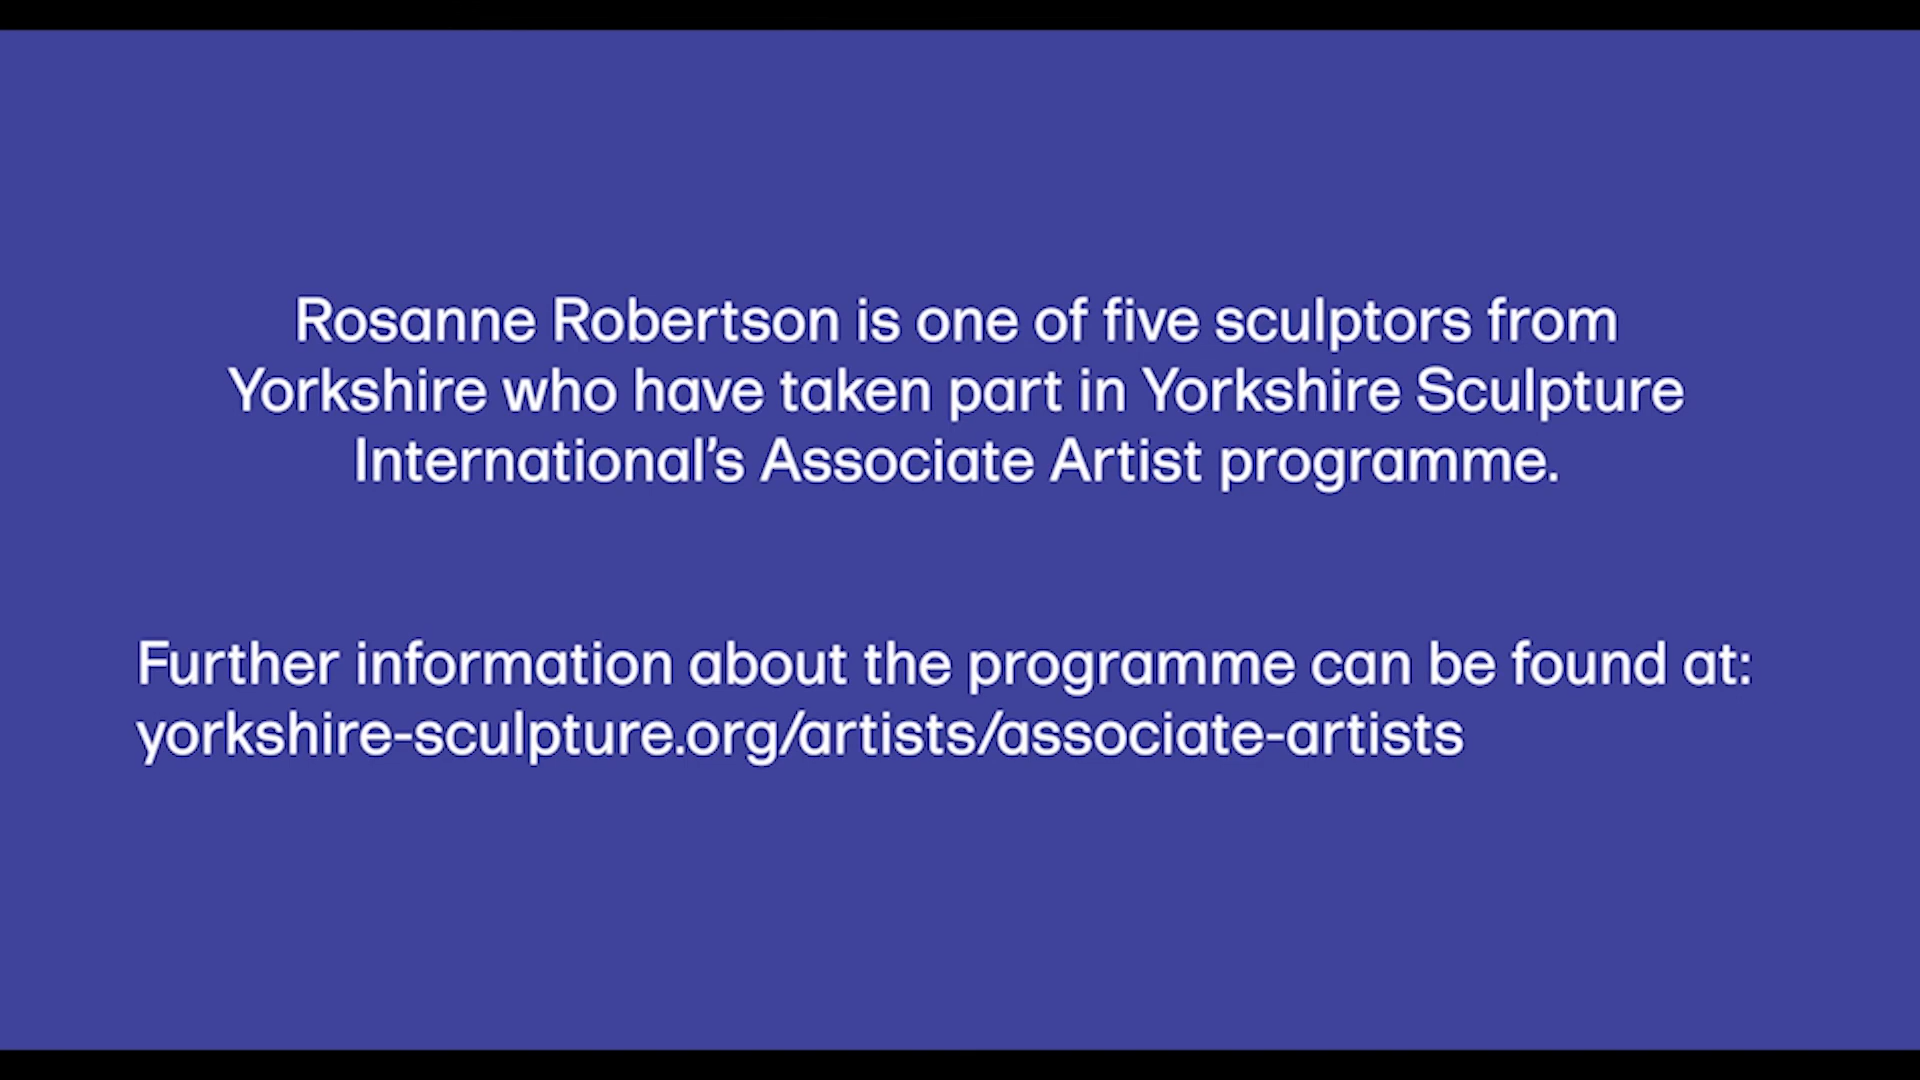 Rosanne Robertson is one of five sculptors from
Yorkshire who have taken part in Yorkshire Sculpture
International’s Associate Artist programme.
Further information about the programme can be found at:
yorkshire-sculpture.org/artists/associate-artists